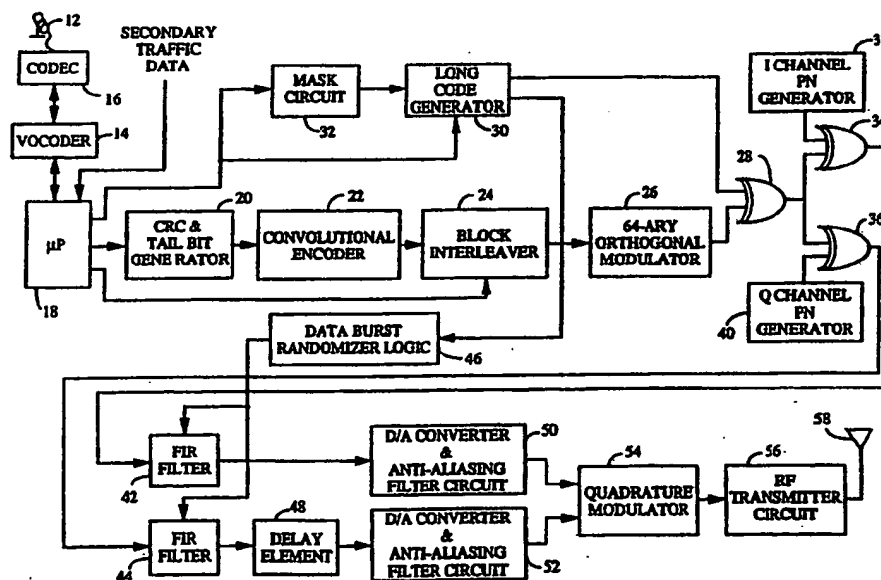 12
SECONDARY
TRAFFIC
DATA
CODEC
16
VOCODER
14
MASK
CIRCUIT
32
LONG
CODE
GENERATOR
30
I CHANNEL
PN
GENERATOR
34
28
µP
18
20
CRC &
TAIL BIT
GENERATOR
22
CONVOLUTIONAL
ENCODER
24
BLOCK
INTERLEAVER
26
64-ARY
ORTHOGONAL
MODULATOR
36
Q CHANNEL
PN
GENERATOR
40
DATA BURST
RANDOMIZER LOGIC
46
FIR
FILTER
42
D/A CONVERTER
&
ANTI-ALIASING
FILTER CIRCUIT
50
54
QUADRATURE
MODULATOR
56
RF
TRANSMITTER
CIRCUIT
58
FIR
FILTER
44
48
DELAY
ELEMENT
D/A CONVERTER
&
ANTI-ALIASING
FILTER CIRCUIT
52